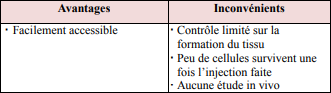 Avantages
Inconvénients
· Facilement accessible
· Contrôle limité sur la
formation du tissu
· Peu de cellules survivent une
fois l'injection faite
· Aucune étude in vivo